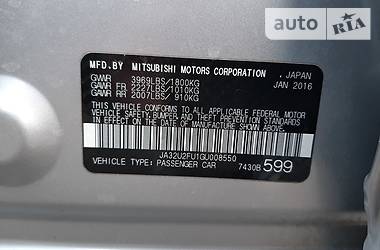 auto RIA
MFD.BY MITSUBISHI MOTORS CORPORATION , JAPAN
GWWR 3969LBS/1800KG JAN 2016
GAWR FR 2227LBS/1010KG
GAWR RR 2007LBS/ 910KG
THIS VEHICLE CONFORMS TO ALL APPLICABLE
FEDERAL MOTOR VEHICLE SAFETY,
BUMPER, AND THEFT PREVENTION STANDARDS
IN EFFECT ON THE DATE OF MANUFACTURE
SHOWN ABOVE.
JA32U2FU1GU008550
VEHICLE TYPE: PASSENGER CAR 7430B 599